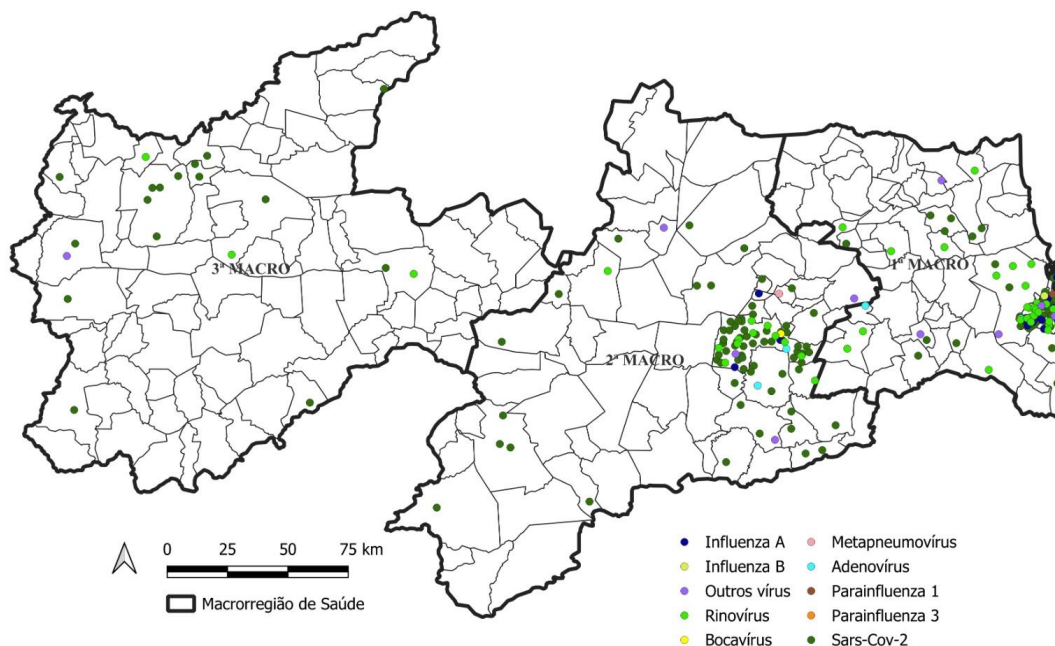 3ª MACRO
1ª MACRO
2ª MACRO
0 25 50 75 km
Macrorregião de Saúde
Influenza A
Influenza B
Outros vírus
Rinovírus
Bocavírus
Metapneumovírus
Adenovírus
Parainfluenza 1
Parainfluenza 3
Sars-Cov-2